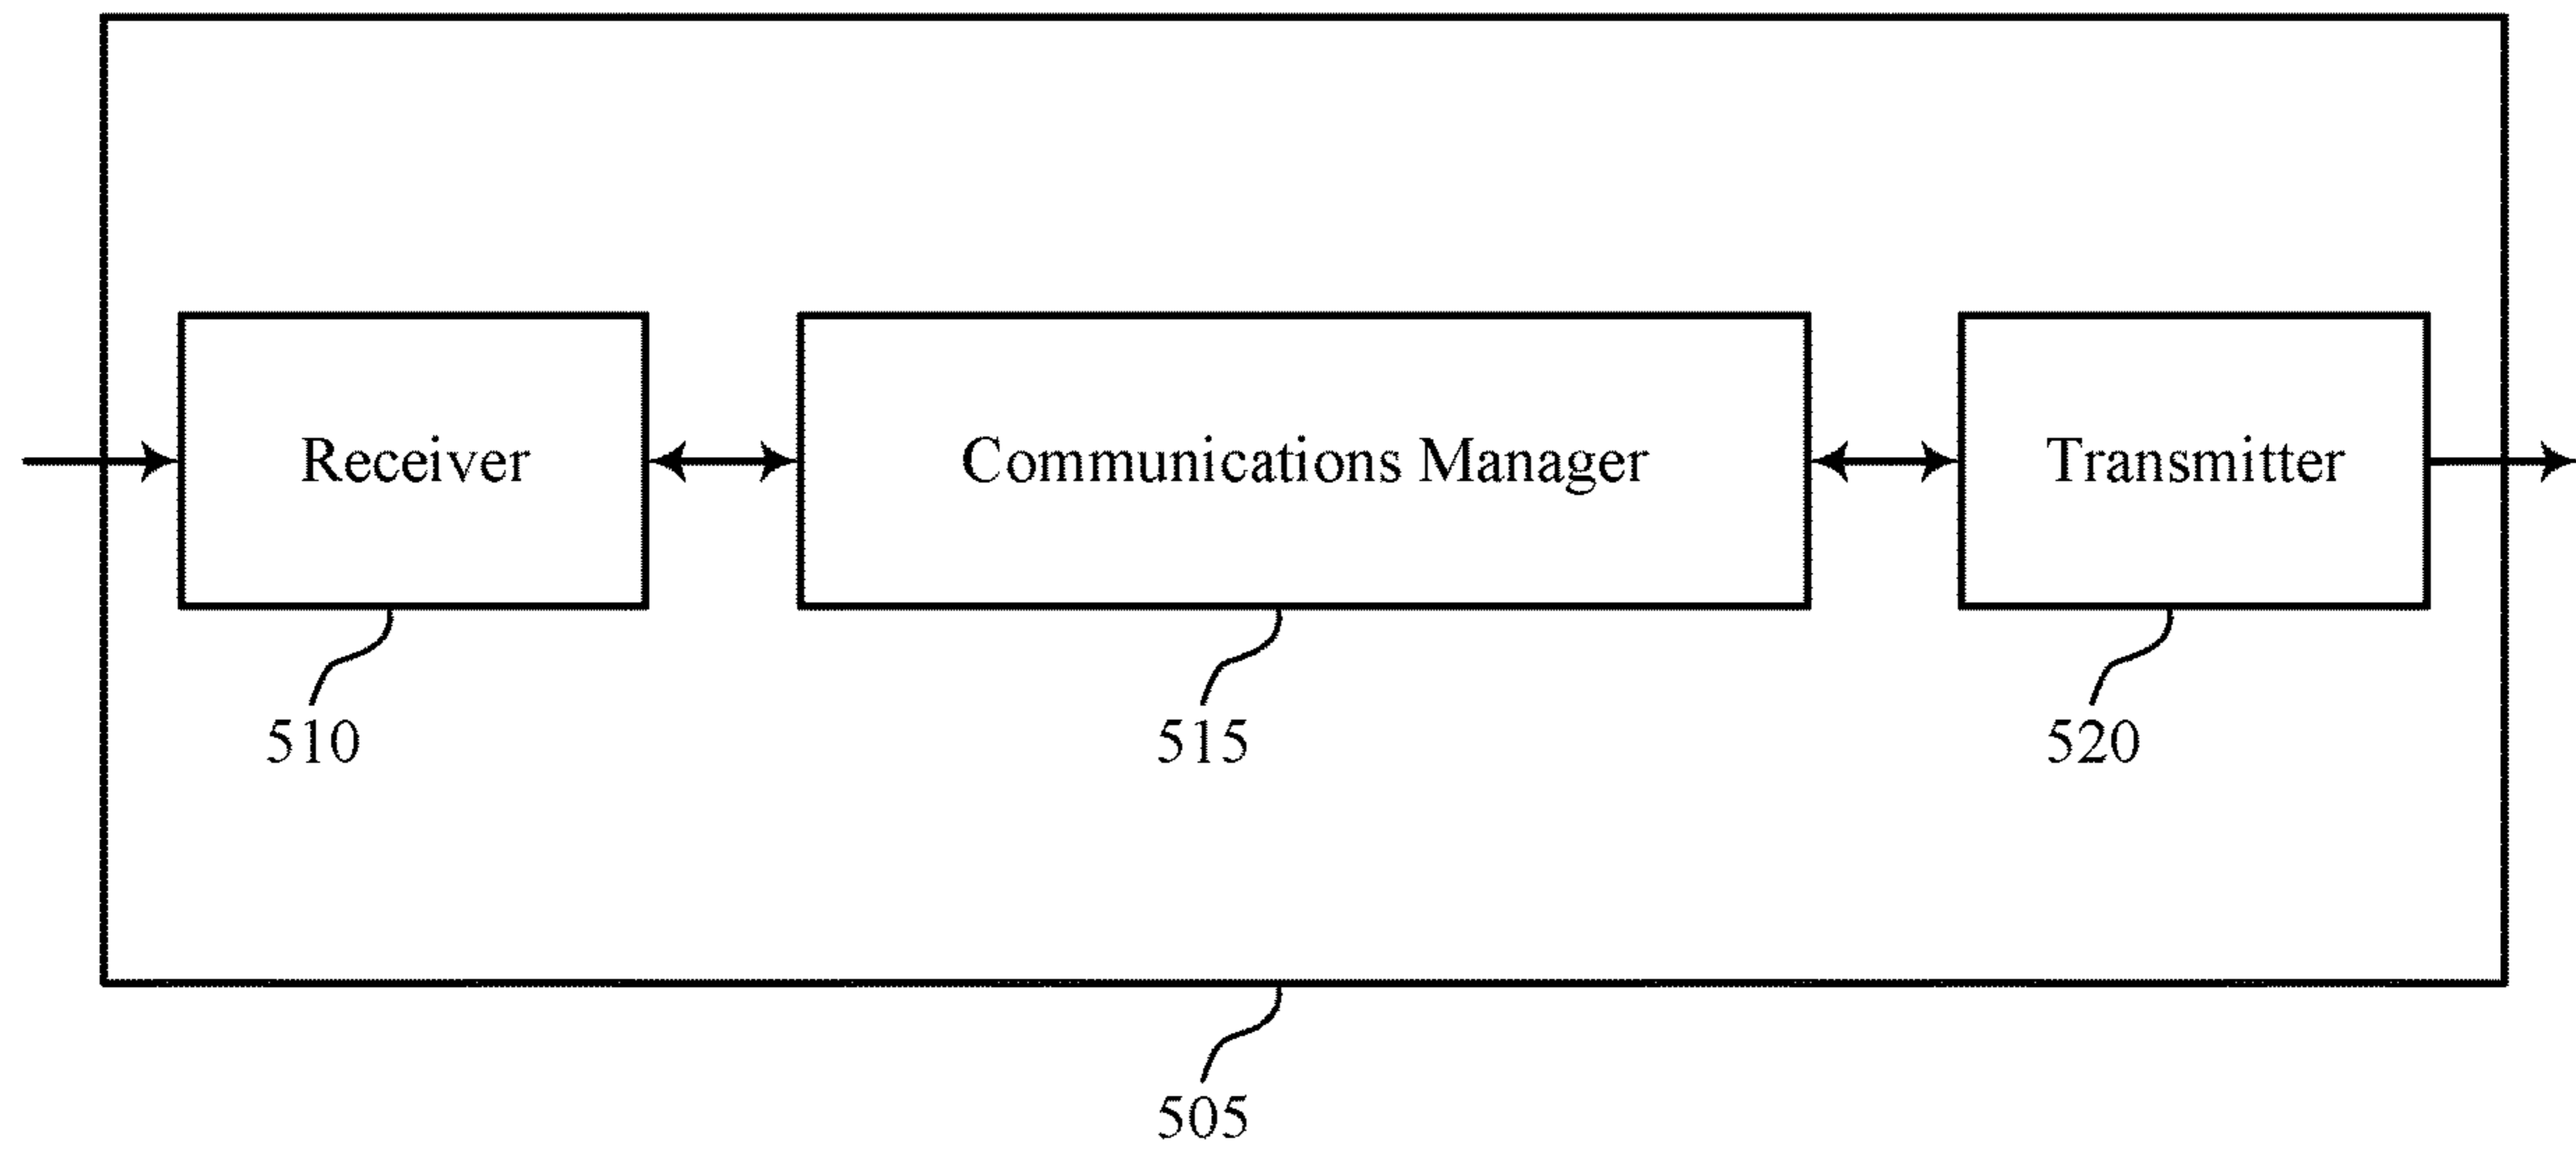 Receiver
Communications Manager
Transmitter
510
515
520
505